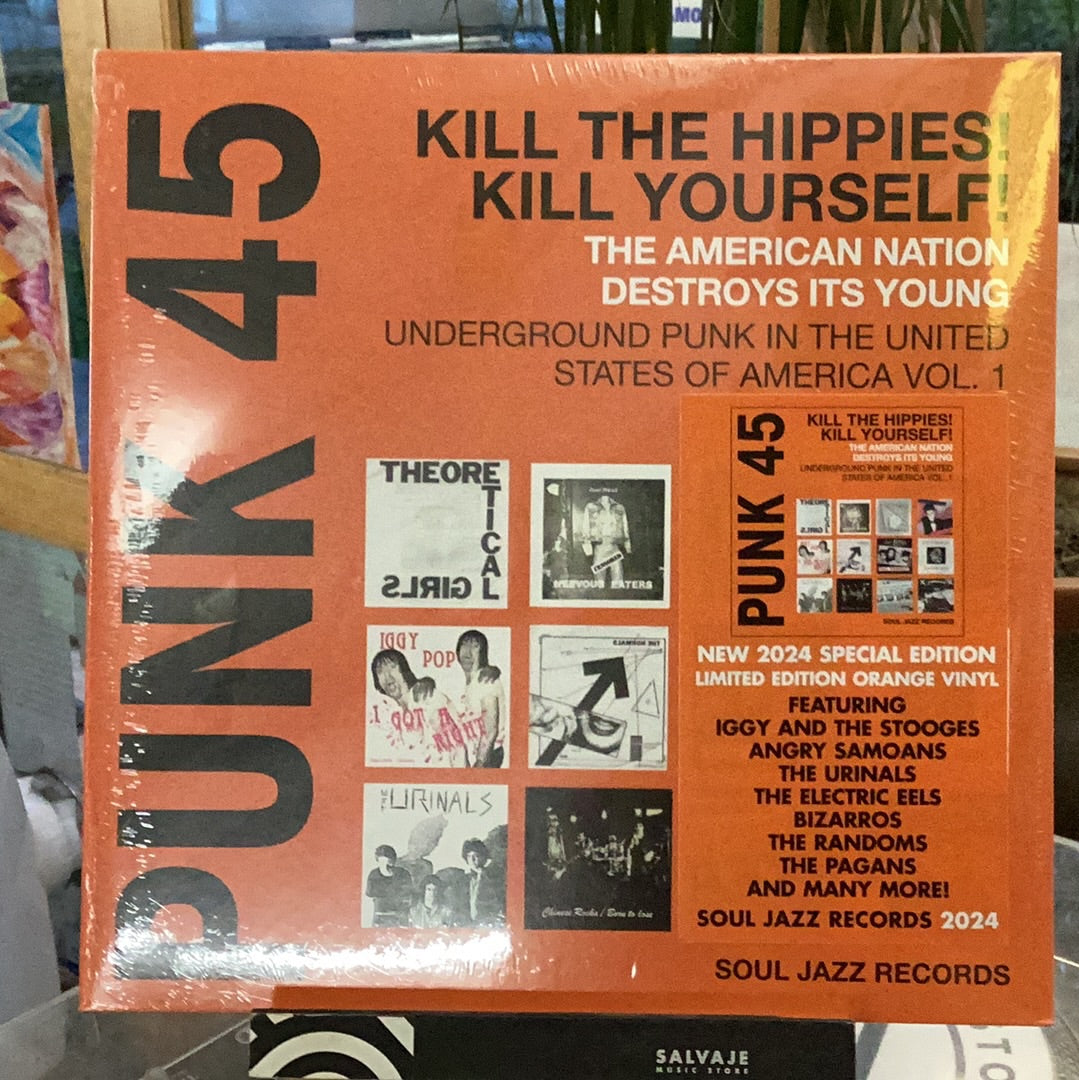 PUNK 45
KILL THE HIPPIES!
KILL YOURSELF!
THE AMERICAN NATION
DESTROYS ITS YOUNG
UNDERGROUND PUNK IN THE UNITED
STATES OF AMERICA VOL. 1
THEORETICAL
GIRLS
NERVOUS EATERS
IGGY
POP
I GOT A
RIGHT
THE NORMALS
THE URINALS
Chinese Rocks / Born to lose
PUNK 45
KILL THE HIPPIES!
KILL YOURSELF!
THE AMERICAN NATION
DESTROYS ITS YOUNG
UNDERGROUND PUNK IN THE UNITED
STATES OF AMERICA VOL. 1
SOUL JAZZ RECORDS
NEW 2024 SPECIAL EDITION
LIMITED EDITION ORANGE VINYL
FEATURING
IGGY AND THE STOOGES
ANGRY SAMOANS
THE URINALS
THE ELECTRIC EELS
BIZARROS
THE RANDOMS
THE PAGANS
AND MANY MORE!
SOUL JAZZ RECORDS 2024
SOUL JAZZ RECORDS
SALVAJE
MUSIC STORE